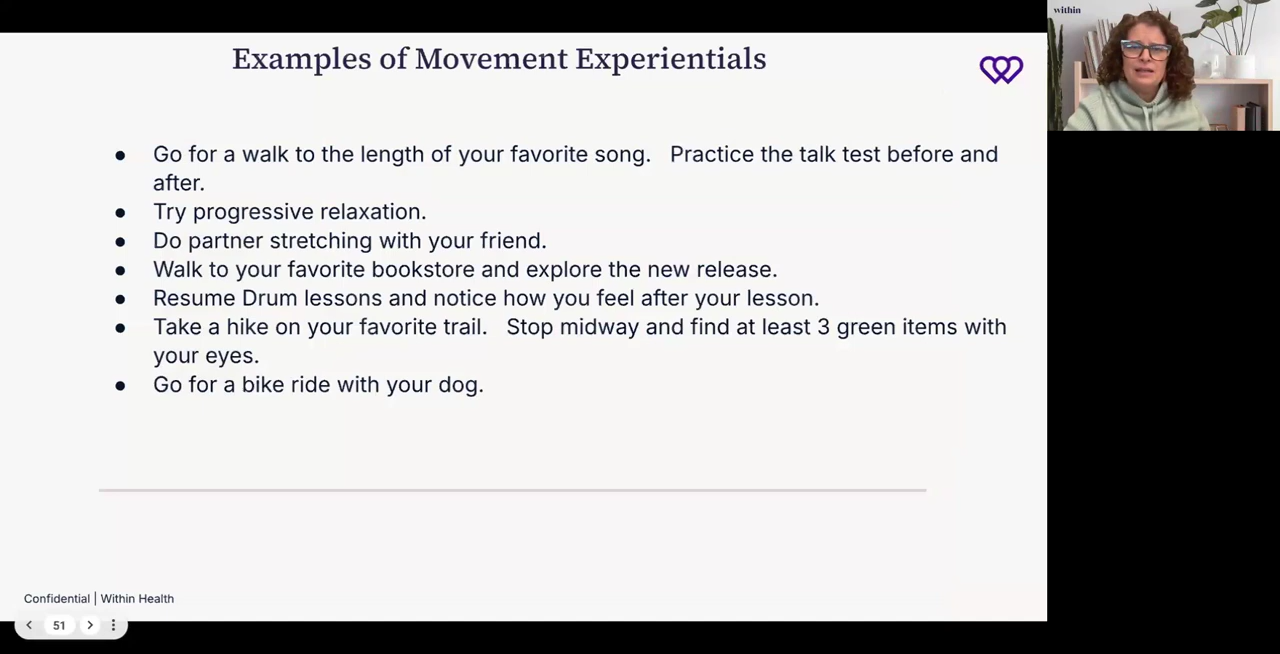 Examples of Movement Experientials
within
● Go for a walk to the length of your favorite song. Practice the talk test before and
after.
● Try progressive relaxation.
● Do partner stretching with your friend.
● Walk to your favorite bookstore and explore the new release.
● Resume Drum lessons and notice how you feel after your lesson.
● Take a hike on your favorite trail. Stop midway and find at least 3 green items with
your eyes.
● Go for a bike ride with your dog.
Confidential | Within Health
51